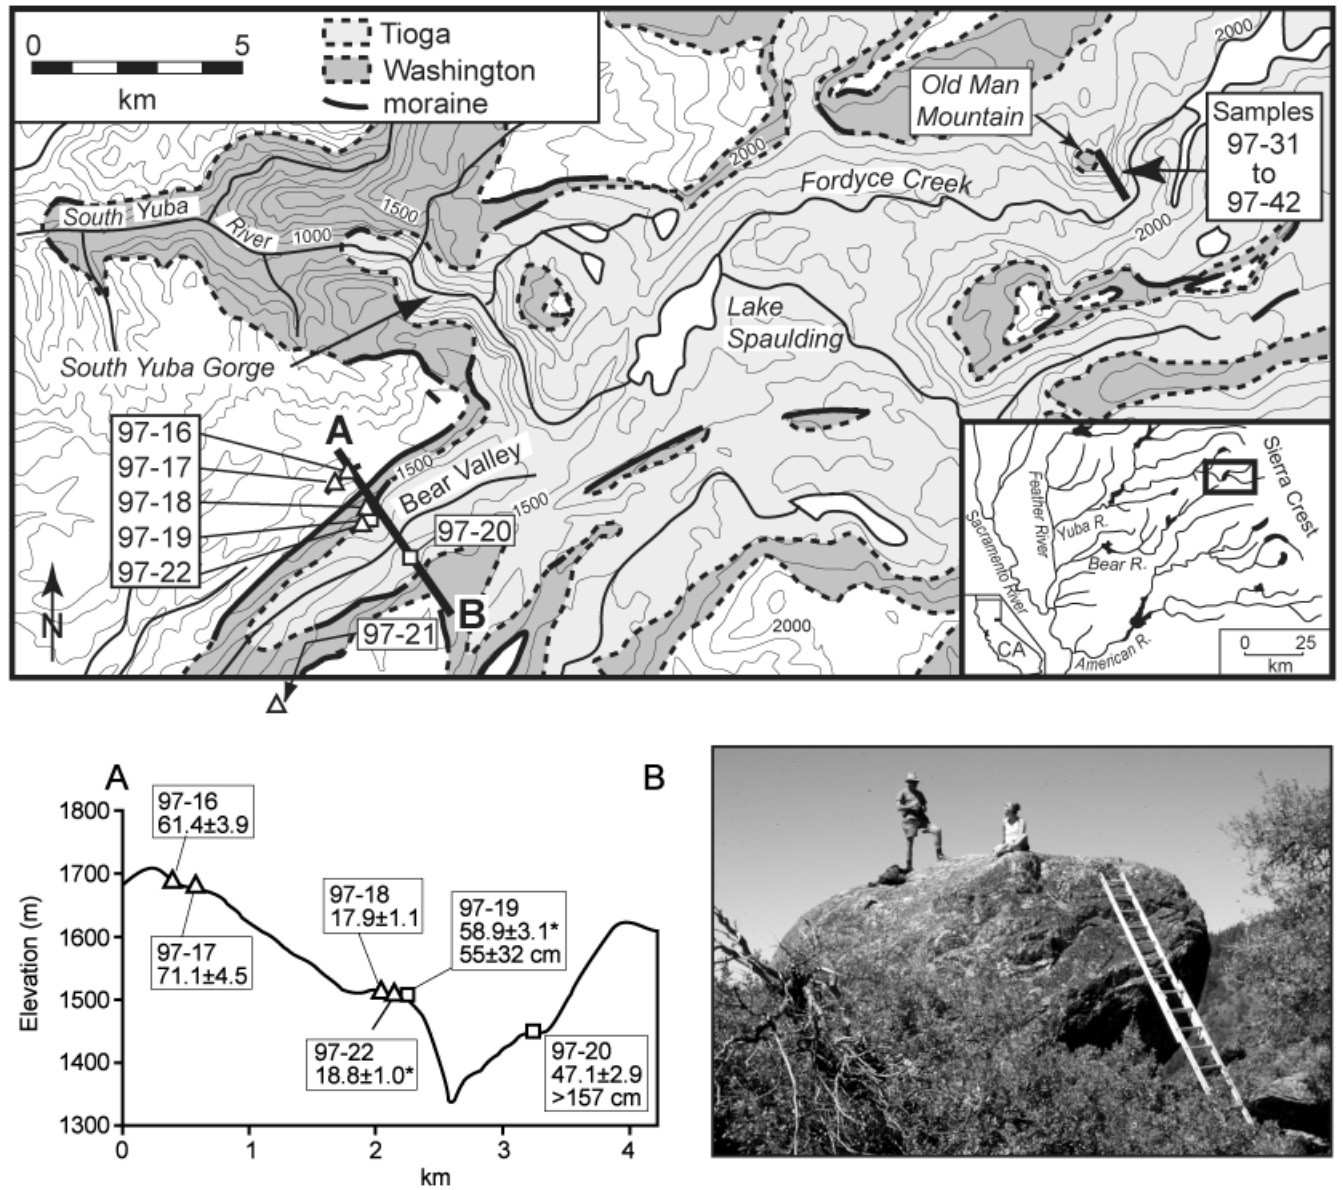 0 5
km
Tioga
Washington
moraine
Old Man
Mountain
2000
Samples
97-31
to
97-42
2000
Fordyce Creek
South Yuba
River
1500
1000
2000
Lake
Spaulding
South Yuba Gorge
A
97-16
97-17
97-18
97-19
97-22
1500
Bear Valley
1500
97-20
B
97-21
N
2000
Sierra Crest
Feather River
Sacramento River
Yuba R.
Bear R.
American R.
CA
0 25
km
A B
Elevation (m)
1800
1700
1600
1500
1400
1300
97-16
61.4±3.9
97-17
71.1±4.5
97-18
17.9±1.1
97-19
58.9±3.1*
55±32 cm
97-22
18.8±1.0*
97-20
47.1±2.9
>157 cm
0 1 2 3 4
km